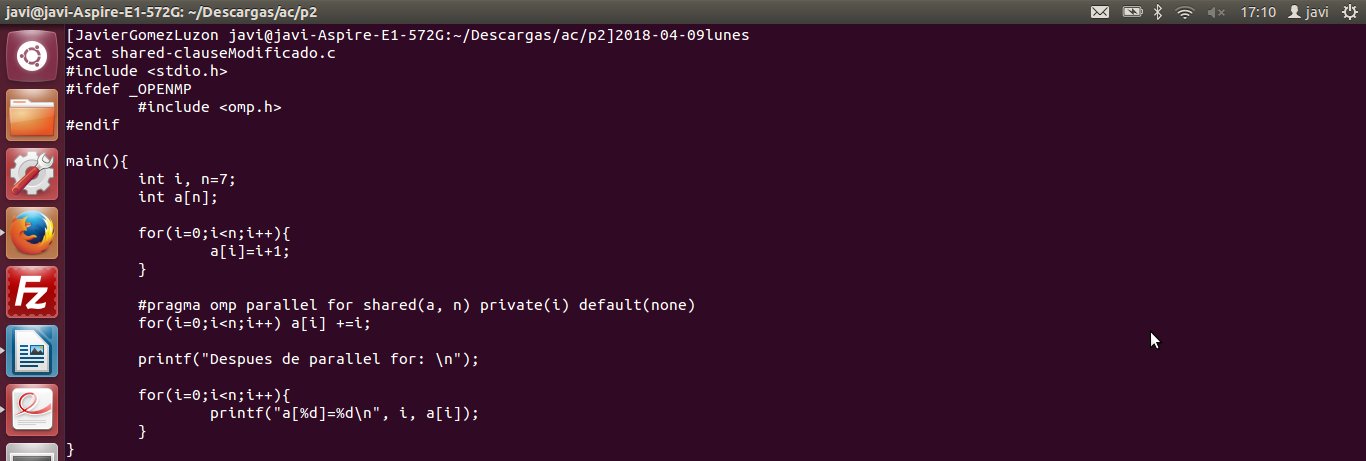 javi@javi-Aspire-E1-572G: ~/Descargas/ac/p2 17:10 javi
[JavierGomezLuzon javi@javi-Aspire-E1-572G:~/Descargas/ac/p2]2018-04-09lunes
$cat shared-clauseModificado.c
#include <stdio.h>
#ifdef _OPENMP
        #include <omp.h>
#endif

main(){
        int i, n=7;
        int a[n];

        for(i=0;i<n;i++){
                a[i]=i+1;
        }

        #pragma omp parallel for shared(a, n) private(i) default(none)
        for(i=0;i<n;i++) a[i] +=i;

        printf("Despues de parallel for: \n");

        for(i=0;i<n;i++){
                printf("a[%d]=%d\n", i, a[i]);
        }
}
Fz